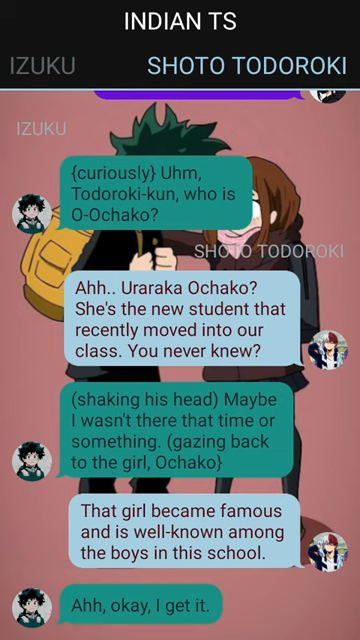 INDIAN TS
IZUKU
SHOTO TODOROKI
IZUKU
{curiously} Uhm,
Todoroki-kun, who is
O-Ochako?
SHOTO TODOROKI
Ahh.. Uraraka Ochako?
She's the new student that
recently moved into our
class. You never knew?
(shaking his head) Maybe
I wasn't there that time or
something. (gazing back
to the girl, Ochako}
That girl became famous
and is well-known among
the boys in this school.
Ahh, okay, I get it.